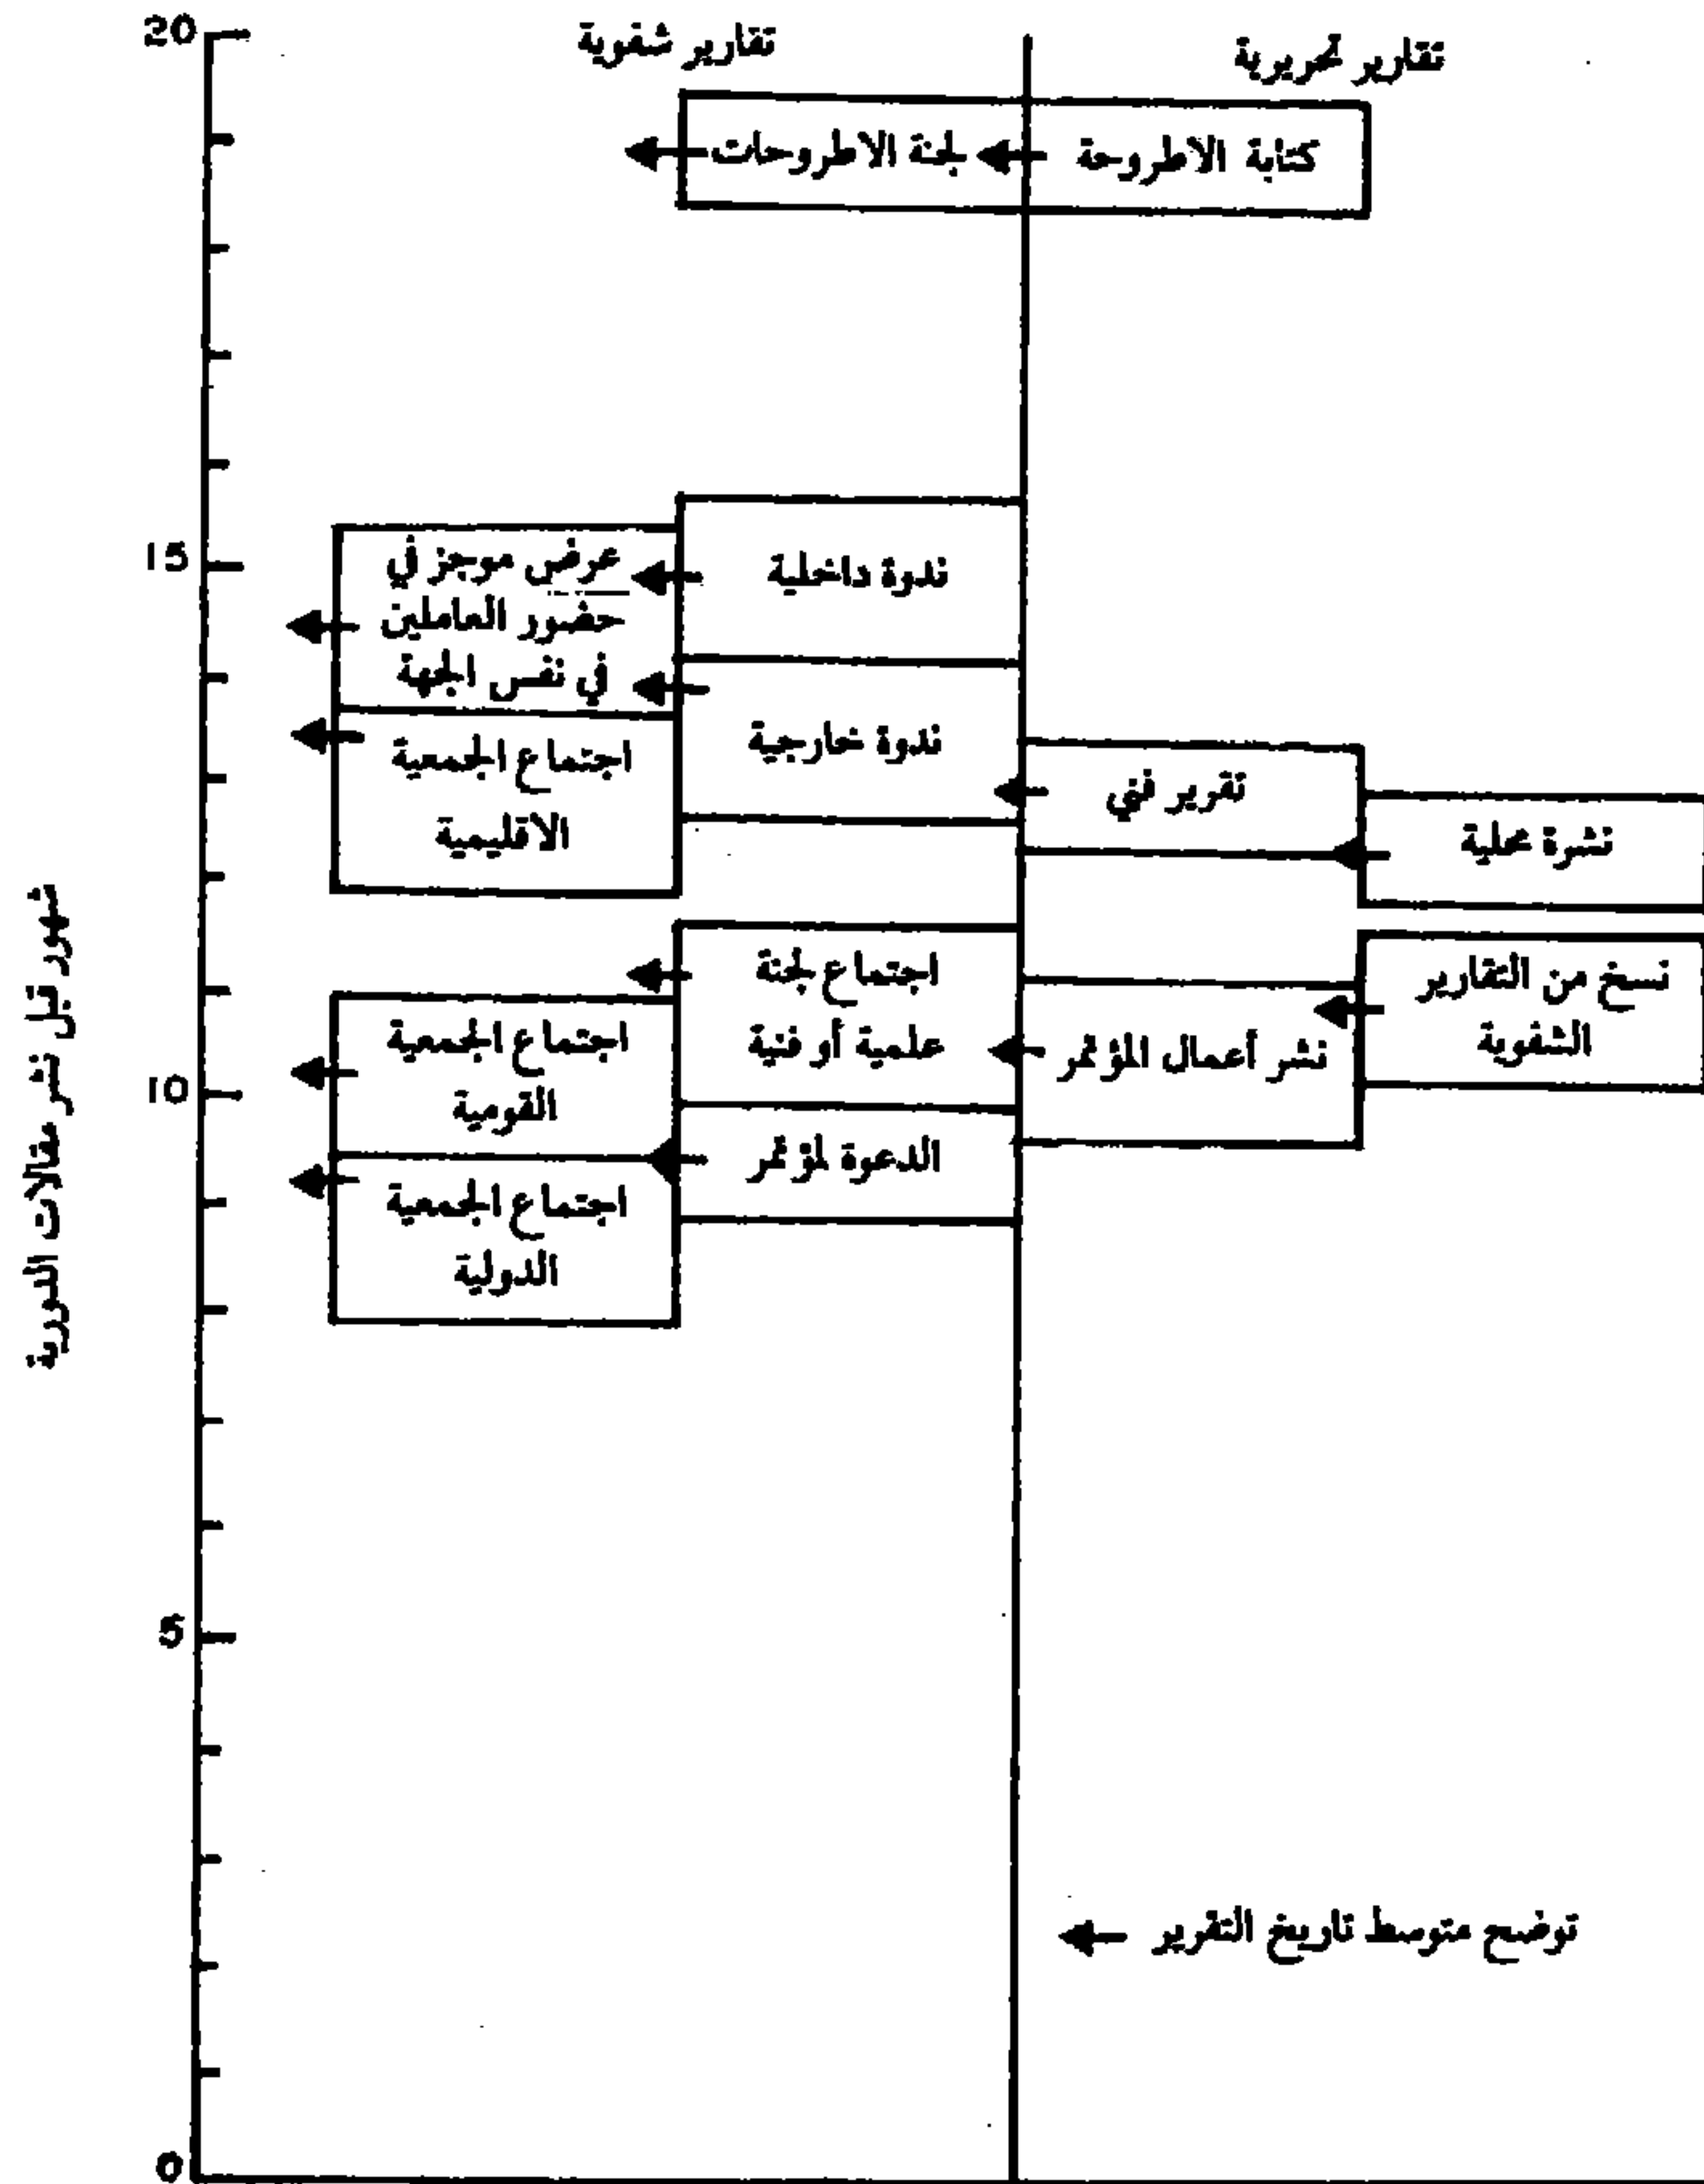 تقارير تحريرية
تقارير شفوية
20
كتابة الاطروحة
لجنة الاطروحات
ندوة داخلية
عرض موجز في
حضور العاملين
في نفس الجهة
15
ندوة خارجية
اجتماع الجمعية
الاقليمية
تقرير فني
نشرة محلية
نسخ من التقارير
الشفوية
نشر أعمال المؤتمر
اجتماع لجنة
علمية أو فنية
اجتماع الجمعية
القومية
10
الدعوة لمؤتمر
اجتماع الجمعية
الدولية
شهور قبل نشر مقالات الدورية
5
توضح متوسط تاريخ التقرير
0